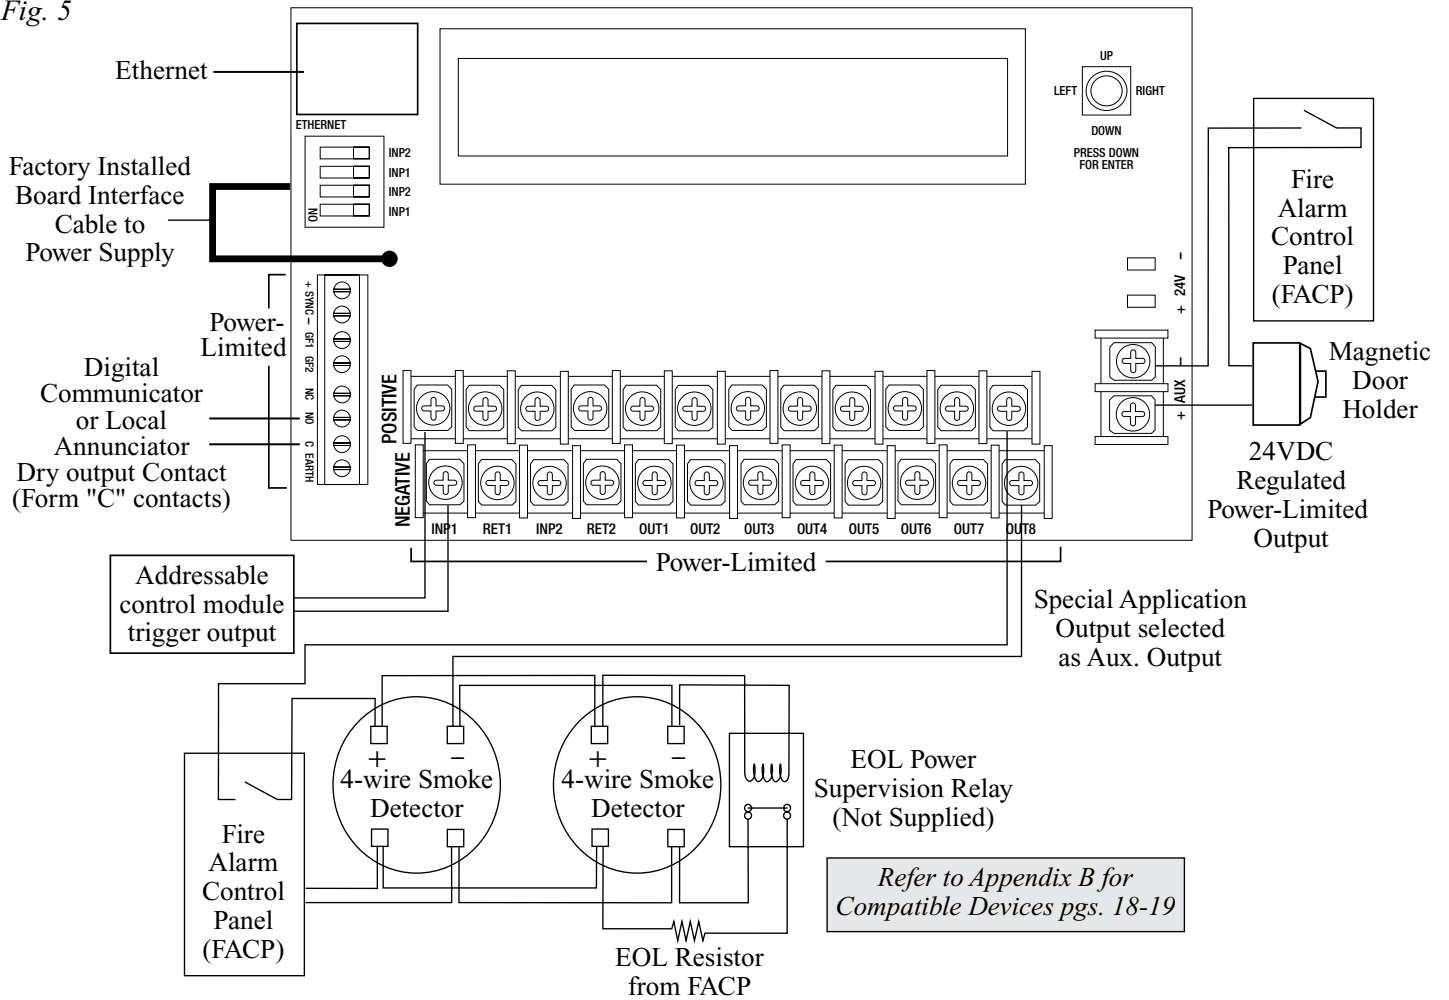 Fig. 5
Ethernet
ETHERNET
INP2
INP1
INP2
INP1
ON
UP
LEFT
RIGHT
DOWN
PRESS DOWN
FOR ENTER
Factory Installed
Board Interface
Cable to
Power Supply
Fire
Alarm
Control
Panel
(FACP)
+ 24V -
+ SYNC -
GF1
GF2
NC
NO
C
EARTH
Power-
Limited
Digital
Communicator
or Local
Annunciator
Dry output Contact
(Form "C" contacts)
+ AUX -
Magnetic
Door
Holder
24VDC
Regulated
Power-Limited
Output
POSITIVE
NEGATIVE
INP1 RET1 INP2 RET2 OUT1 OUT2 OUT3 OUT4 OUT5 OUT6 OUT7 OUT8
Power-Limited
Addressable
control module
trigger output
Special Application
Output selected
as Aux. Output
+ -
4-wire Smoke
Detector
+ -
4-wire Smoke
Detector
EOL Power
Supervision Relay
(Not Supplied)
Fire
Alarm
Control
Panel
(FACP)
Refer to Appendix B for
Compatible Devices pgs. 18-19
EOL Resistor
from FACP